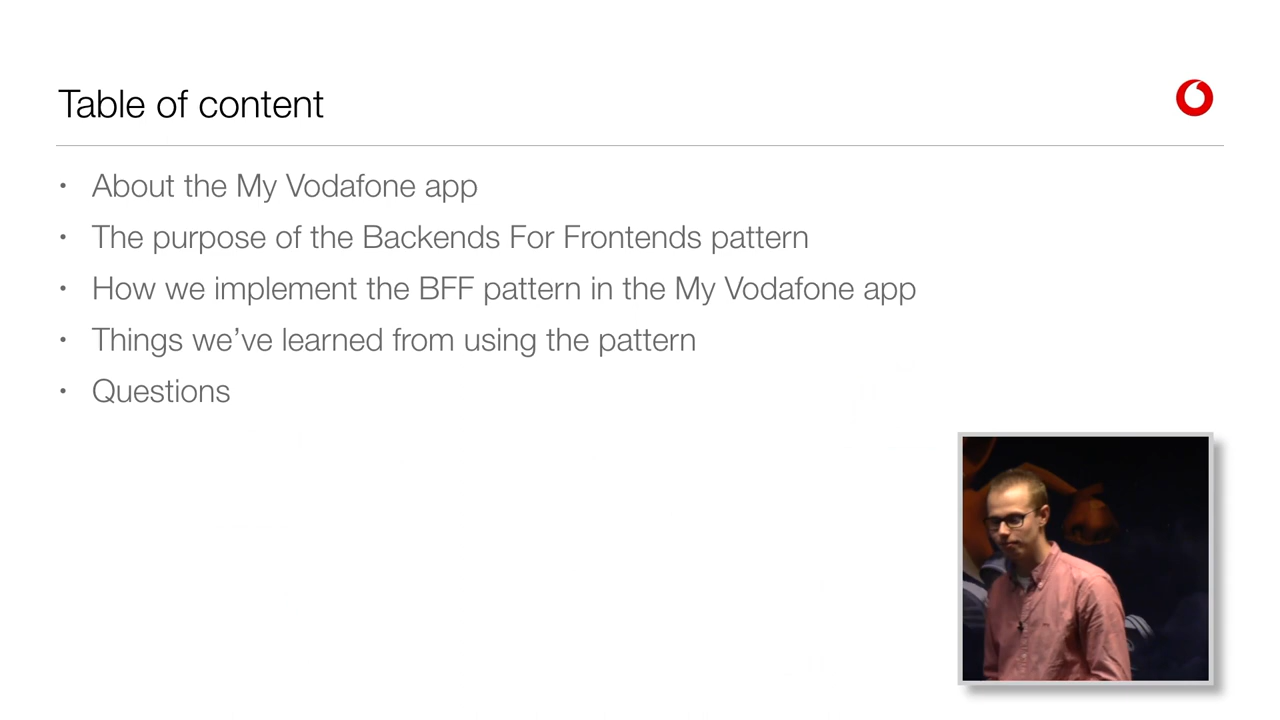 Table of content
• About the My Vodafone app
• The purpose of the Backends For Frontends pattern
• How we implement the BFF pattern in the My Vodafone app
• Things we’ve learned from using the pattern
• Questions